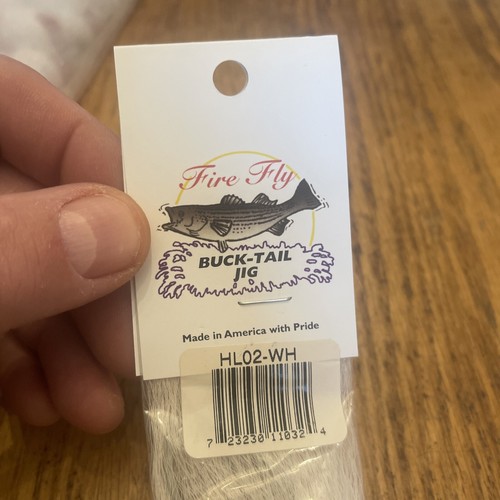 Fire Fly
BUCK-TAIL
JIG
Made in America with Pride
HL02-WH
7 23230 11032 4